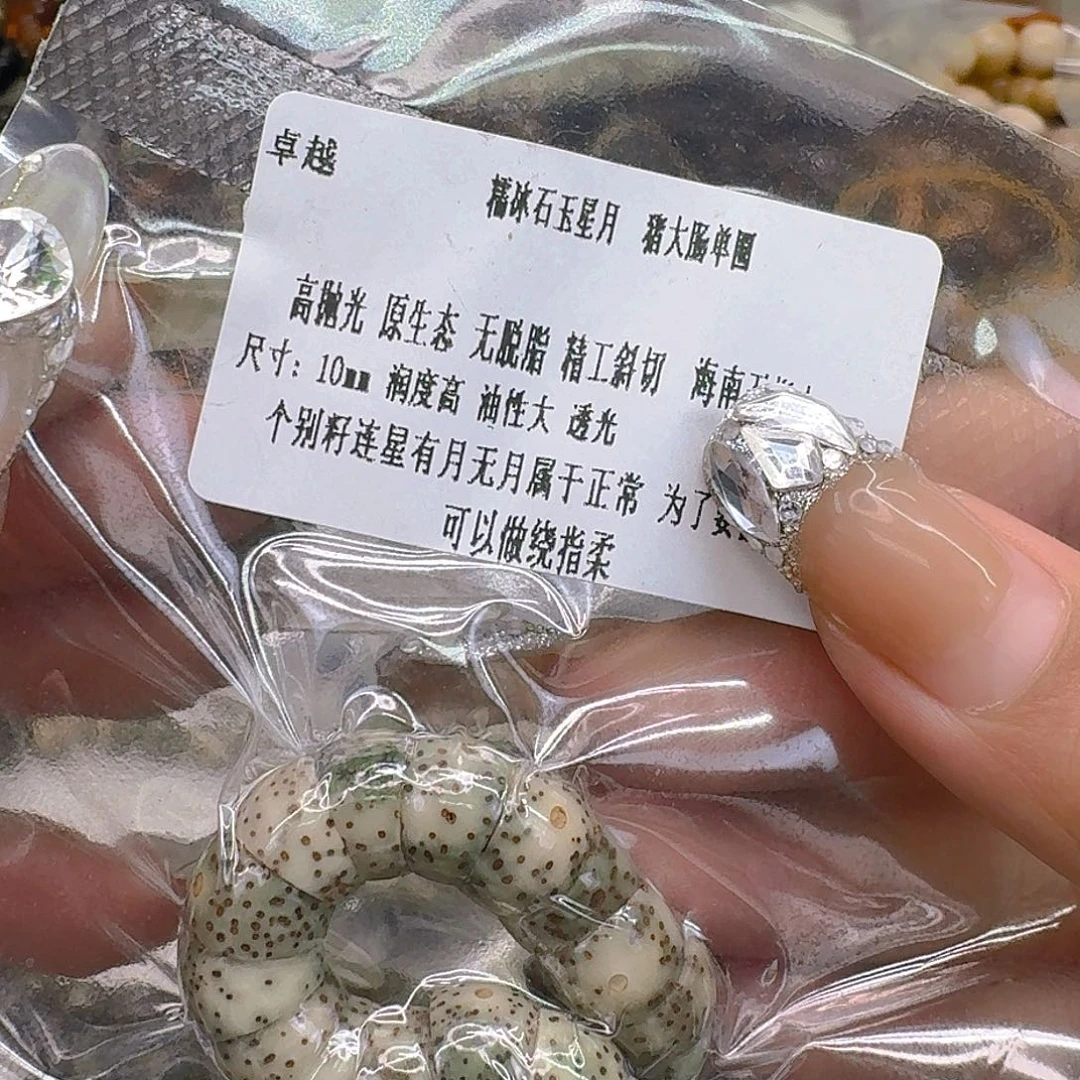 卓越
糯冰石玉星月 猪大肠单圈
高抛光 原生态 无脱脂 精工斜切 海南
尺寸: 10mm 润度高 油性大 透光
个别籽连星有月无月属于正常 为了
可以做绕指柔